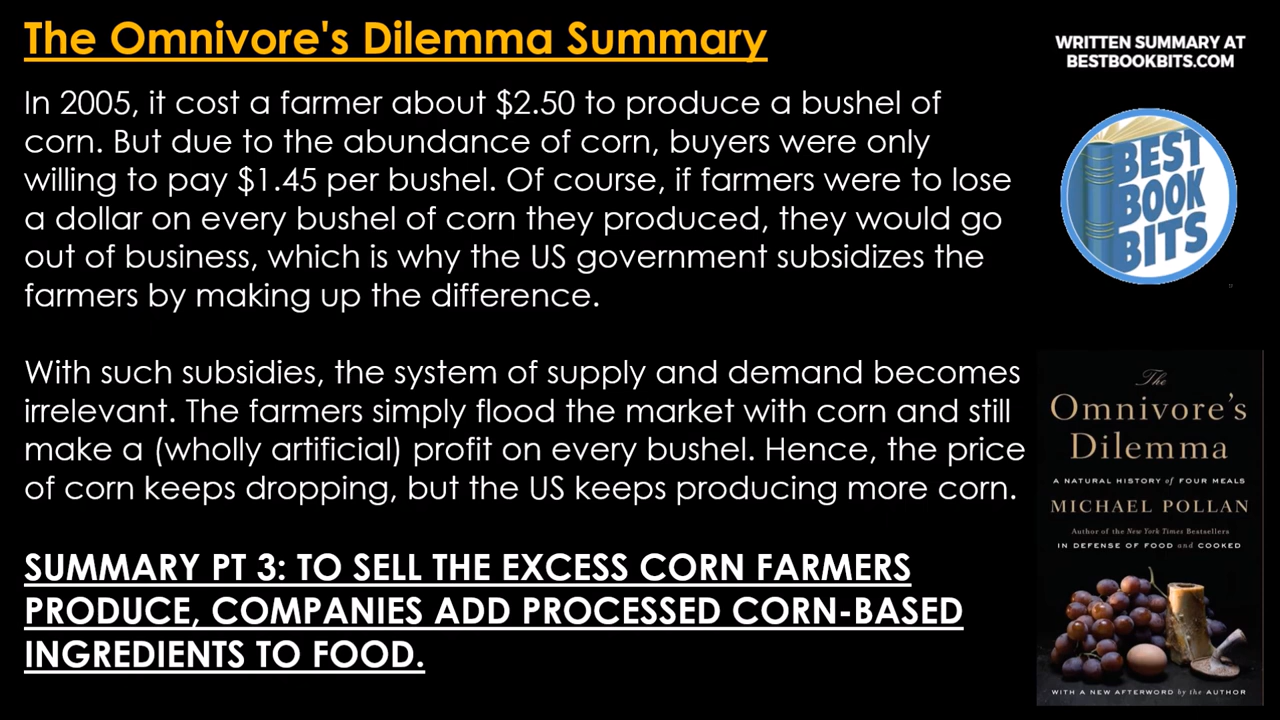 The Omnivore's Dilemma Summary
WRITTEN SUMMARY AT
BESTBOOKBITS.COM
In 2005, it cost a farmer about $2.50 to produce a bushel of
corn. But due to the abundance of corn, buyers were only
willing to pay $1.45 per bushel. Of course, if farmers were to lose
a dollar on every bushel of corn they produced, they would go
out of business, which is why the US government subsidizes the
farmers by making up the difference.
With such subsidies, the system of supply and demand becomes
irrelevant. The farmers simply flood the market with corn and still
make a (wholly artificial) profit on every bushel. Hence, the price
of corn keeps dropping, but the US keeps producing more corn.
SUMMARY PT 3: TO SELL THE EXCESS CORN FARMERS
PRODUCE, COMPANIES ADD PROCESSED CORN-BASED
INGREDIENTS TO FOOD.
BEST
BOOK
BITS
The
Omnivore's
Dilemma
A NATURAL HISTORY of FOUR MEALS
MICHAEL POLLAN
Author of the New York Times Bestsellers
IN DEFENSE OF FOOD and COOKED
WITH A NEW AFTERWORD by the AUTHOR